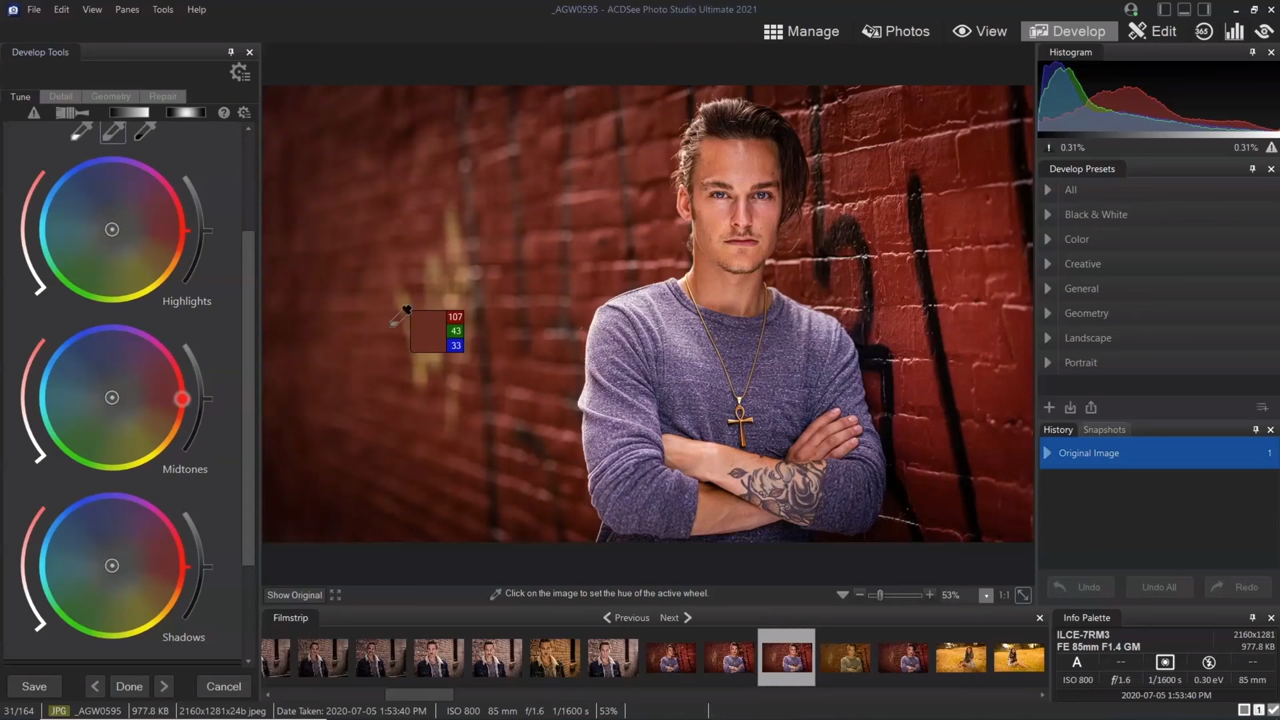 File Edit View Panes Tools Help
_AGW0595 - ACDSee Photo Studio Ultimate 2021
Manage Photos View Develop Edit 365
Develop Tools
Tune Detail Geometry Repair
Highlights
Midtones
Shadows
Save Done Cancel
107
43
33
Show Original
Click on the image to set the hue of the active wheel.
53% 1:1
Filmstrip
Previous Next
Histogram
0.31% 0.31%
Develop Presets
All
Black & White
Color
Creative
General
Geometry
Landscape
Portrait
History Snapshots
Original Image 1
Undo Undo All Redo
Info Palette
ILCE-7RM3 2160x1281
FE 85mm F1.4 GM 977.8 KB
A -- --
ISO 800 f/1.6 1/1600 s 0.30 eV 85 mm
2020-07-05 1:53:40 PM
31/164 JPG _AGW0595 977.8 KB 2160x1281x24b jpeg Date Taken: 2020-07-05 1:53:40 PM ISO 800 85 mm f/1.6 1/1600 s 53% 1